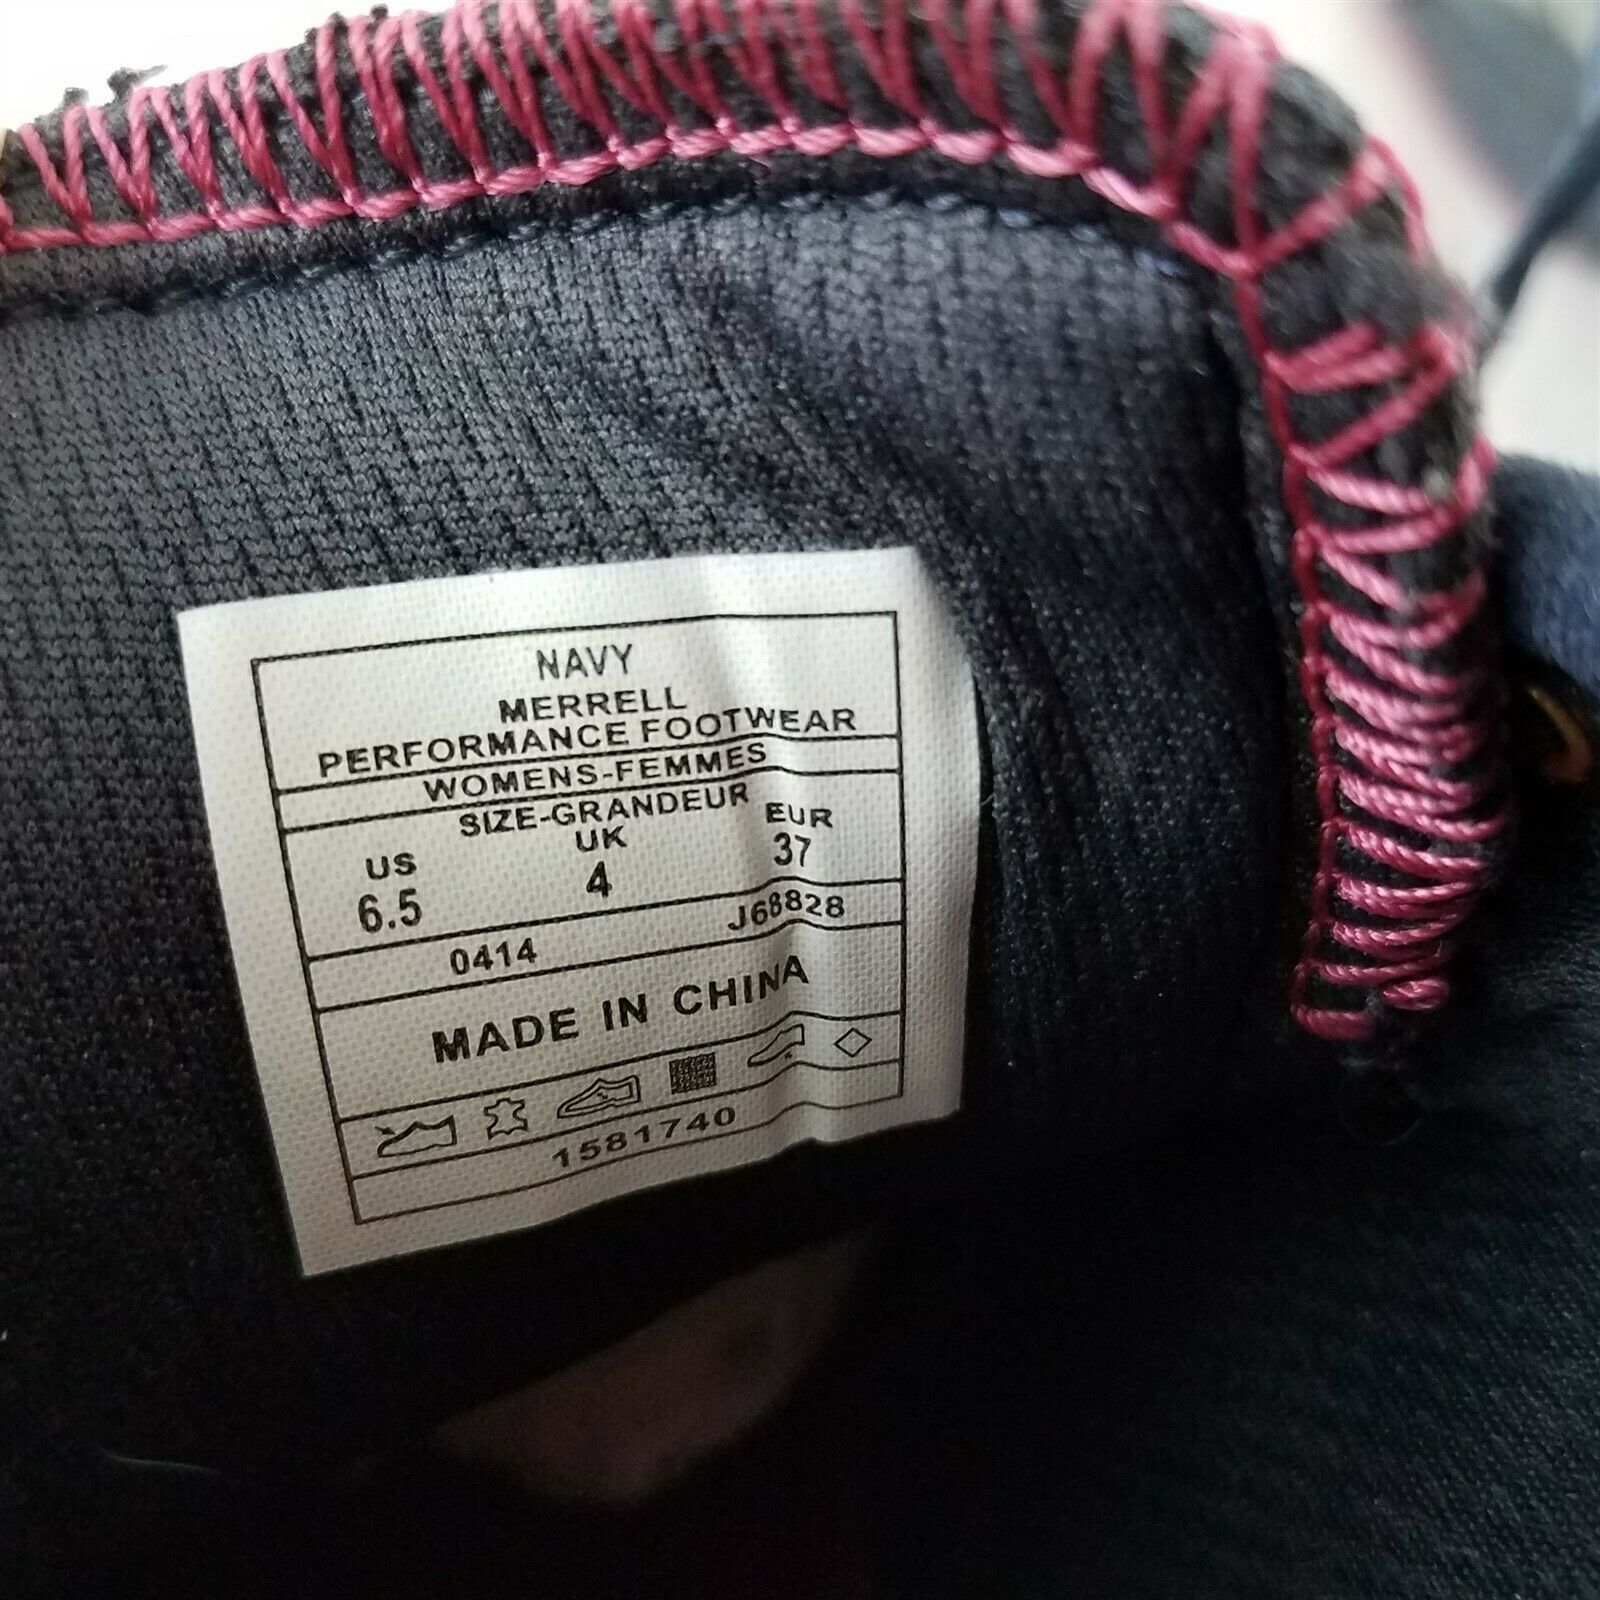 NAVY
MERRELL
PERFORMANCE FOOTWEAR
WOMENS-FEMMES
SIZE-GRANDEUR
US UK EUR
6.5 4 37
0414 J68828
MADE IN CHINA
1581740